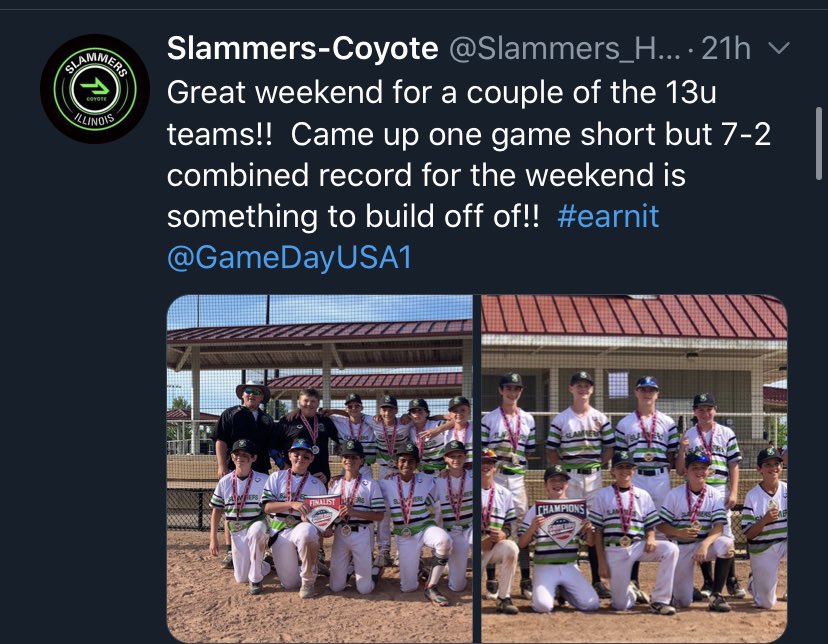 Slammers-Coyote @Slammers_H... · 21h
Great weekend for a couple of the 13u
teams!!  Came up one game short but 7-2
combined record for the weekend is
something to build off of!!  #earnit
@GameDayUSA1
SLAMMERS
COYOTE
ILLINOIS
FINALIST
CHAMPIONS
SLAMMERS